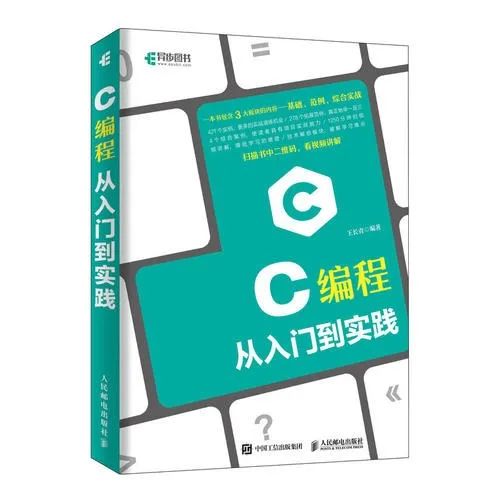 异步图书
www.epubit.com
一本书包含3大板块的内容——基础、范例、综合实战
扫描书中二维码，看视频讲解
C
王长青◎编著
C 编程
从入门到实践
?
«
中国工信出版集团
人民邮电出版社
C编程 从入门到实践
人民邮电出版社